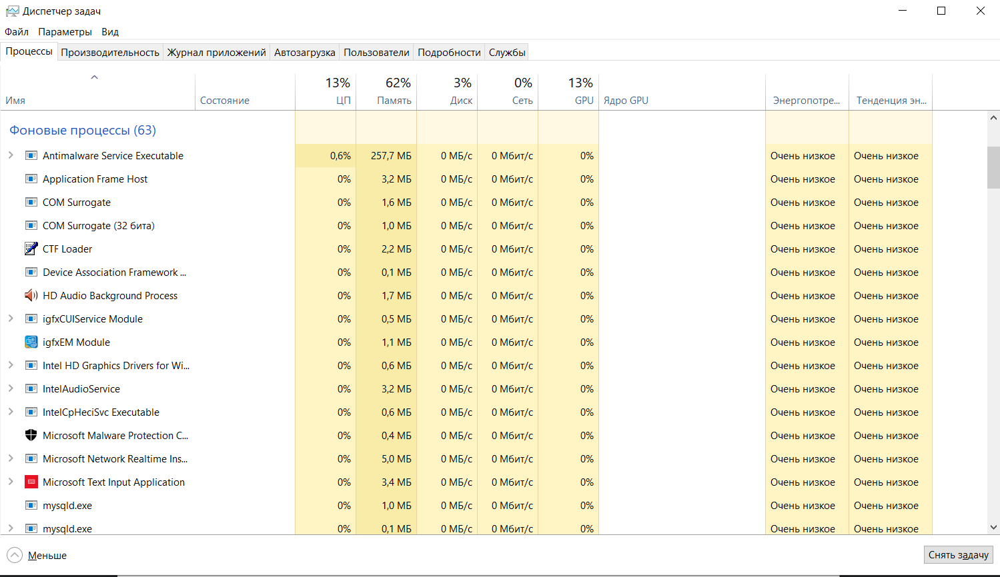 Диспетчер задач
Файл Параметры Вид
Процессы Производительность Журнал приложений Автозагрузка Пользователи Подробности Службы
13% 62% 3% 0% 13%
Имя Состояние ЦП Память Диск Сеть GPU Ядро GPU Энергопотре... Тенденция эн...
Фоновые процессы (63)
Antimalware Service Executable 0,6% 257,7 МБ 0 МБ/с 0 Мбит/с 0% Очень низкое Очень низкое
Application Frame Host 0% 3,2 МБ 0 МБ/с 0 Мбит/с 0% Очень низкое Очень низкое
COM Surrogate 0% 1,6 МБ 0 МБ/с 0 Мбит/с 0% Очень низкое Очень низкое
COM Surrogate (32 бита) 0% 1,0 МБ 0 МБ/с 0 Мбит/с 0% Очень низкое Очень низкое
CTF Loader 0% 2,2 МБ 0 МБ/с 0 Мбит/с 0% Очень низкое Очень низкое
Device Association Framework ... 0% 0,1 МБ 0 МБ/с 0 Мбит/с 0% Очень низкое Очень низкое
HD Audio Background Process 0% 1,7 МБ 0 МБ/с 0 Мбит/с 0% Очень низкое Очень низкое
igfxCUIService Module 0% 0,5 МБ 0 МБ/с 0 Мбит/с 0% Очень низкое Очень низкое
igfxEM Module 0% 1,1 МБ 0 МБ/с 0 Мбит/с 0% Очень низкое Очень низкое
Intel HD Graphics Drivers for Wi... 0% 0,6 МБ 0 МБ/с 0 Мбит/с 0% Очень низкое Очень низкое
IntelAudioService 0% 3,2 МБ 0 МБ/с 0 Мбит/с 0% Очень низкое Очень низкое
IntelCpHeciSvc Executable 0% 0,6 МБ 0 МБ/с 0 Мбит/с 0% Очень низкое Очень низкое
Microsoft Malware Protection C... 0% 0,4 МБ 0 МБ/с 0 Мбит/с 0% Очень низкое Очень низкое
Microsoft Network Realtime Ins... 0% 5,0 МБ 0 МБ/с 0 Мбит/с 0% Очень низкое Очень низкое
Microsoft Text Input Application 0% 3,4 МБ 0 МБ/с 0 Мбит/с 0% Очень низкое Очень низкое
mysqld.exe 0% 1,0 МБ 0 МБ/с 0 Мбит/с 0% Очень низкое Очень низкое
mysqld.exe 0% 0,1 МБ 0 МБ/с 0 Мбит/с 0% Очень низкое Очень низкое
Меньше Снять задачу